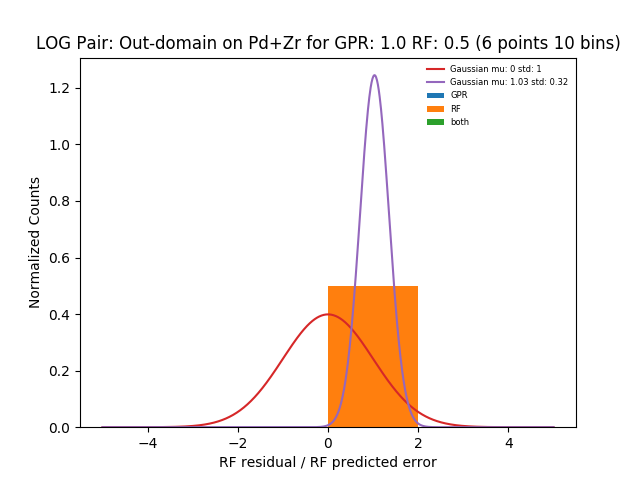 LOG Pair: Out-domain on Pd+Zr for GPR: 1.0 RF: 0.5 (6 points 10 bins)
Gaussian mu: 0 std: 1
Gaussian mu: 1.03 std: 0.32
GPR
RF
both
Normalized Counts
1.2
1.0
0.8
0.6
0.4
0.2
0.0
−4 −2 0 2 4
RF residual / RF predicted error